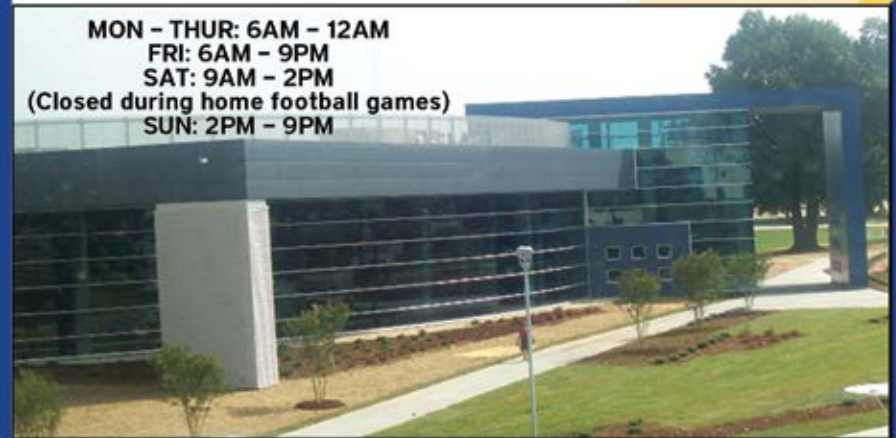 MON – THUR: 6AM – 12AM
FRI: 6AM – 9PM
SAT: 9AM – 2PM
(Closed during home football games)
SUN: 2PM – 9PM